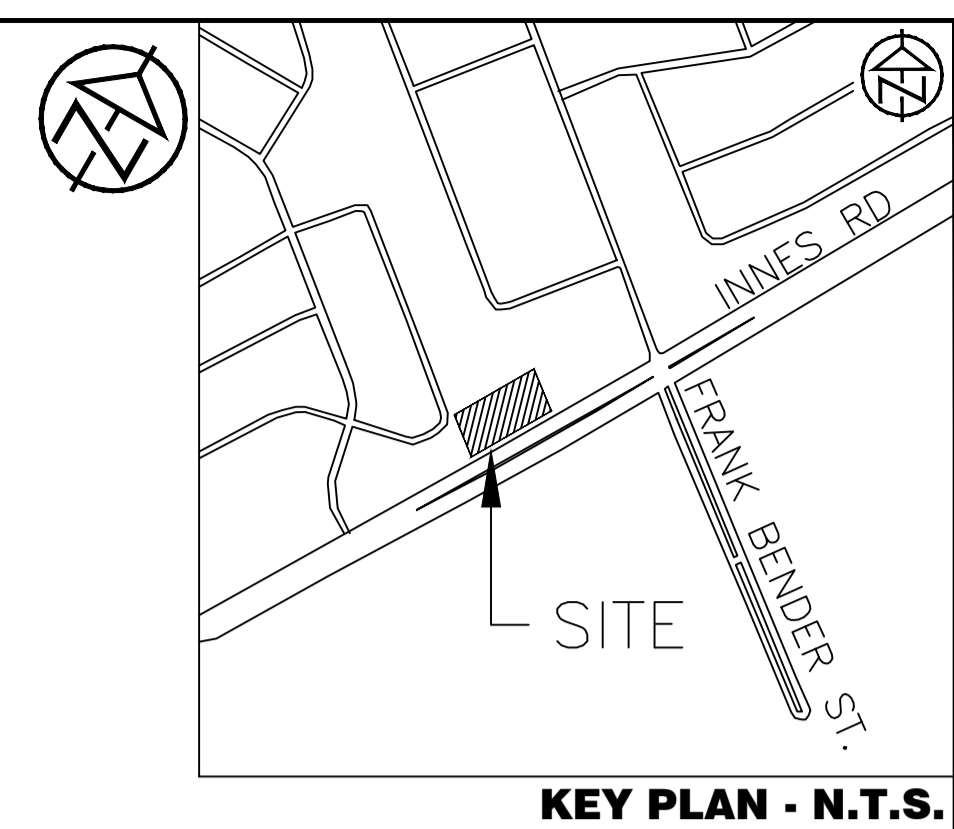 N
N
INNES RD
FRANK BENDER ST.
SITE
KEY PLAN - N.T.S.